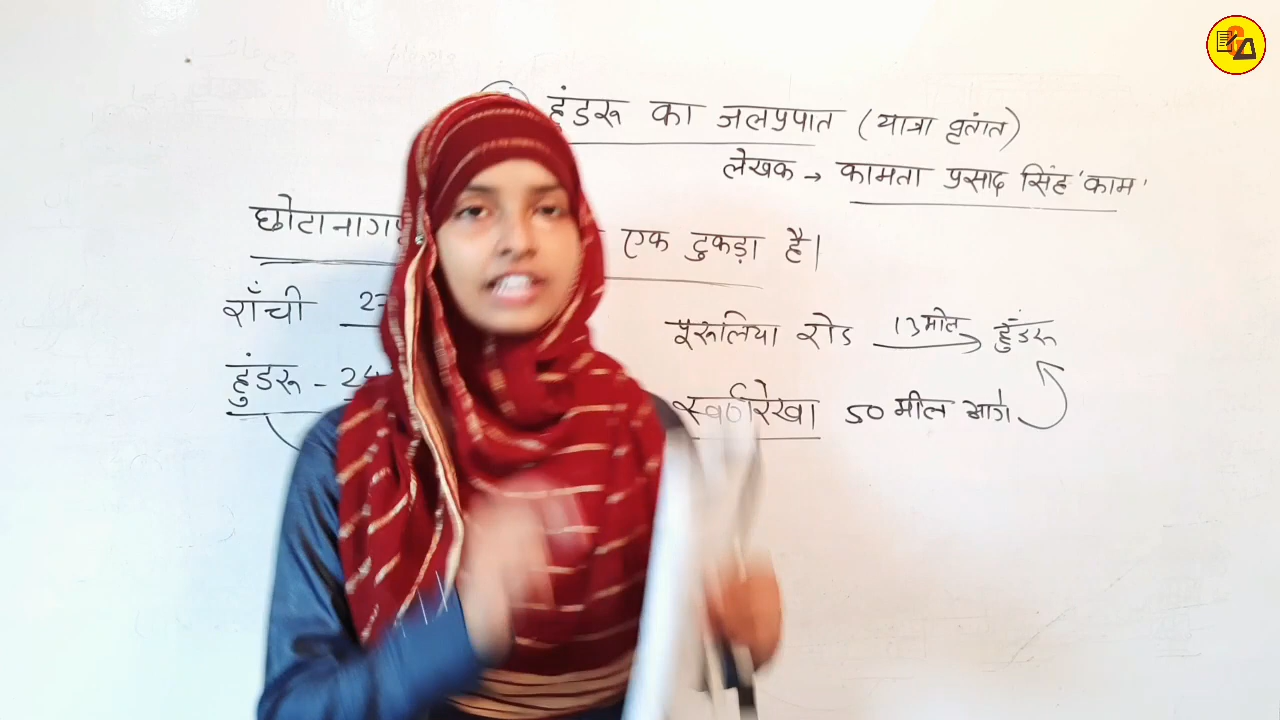 हुंडरू का जलप्रपात (यात्रा वृतांत)
लेखक → कामता प्रसाद सिंह 'काम'
एक टुकड़ा है।
राँची
पुरूलिया रोड 13 मील हुँडरू
हुंडरू -
स्वर्णरेखा 50 मील आगे